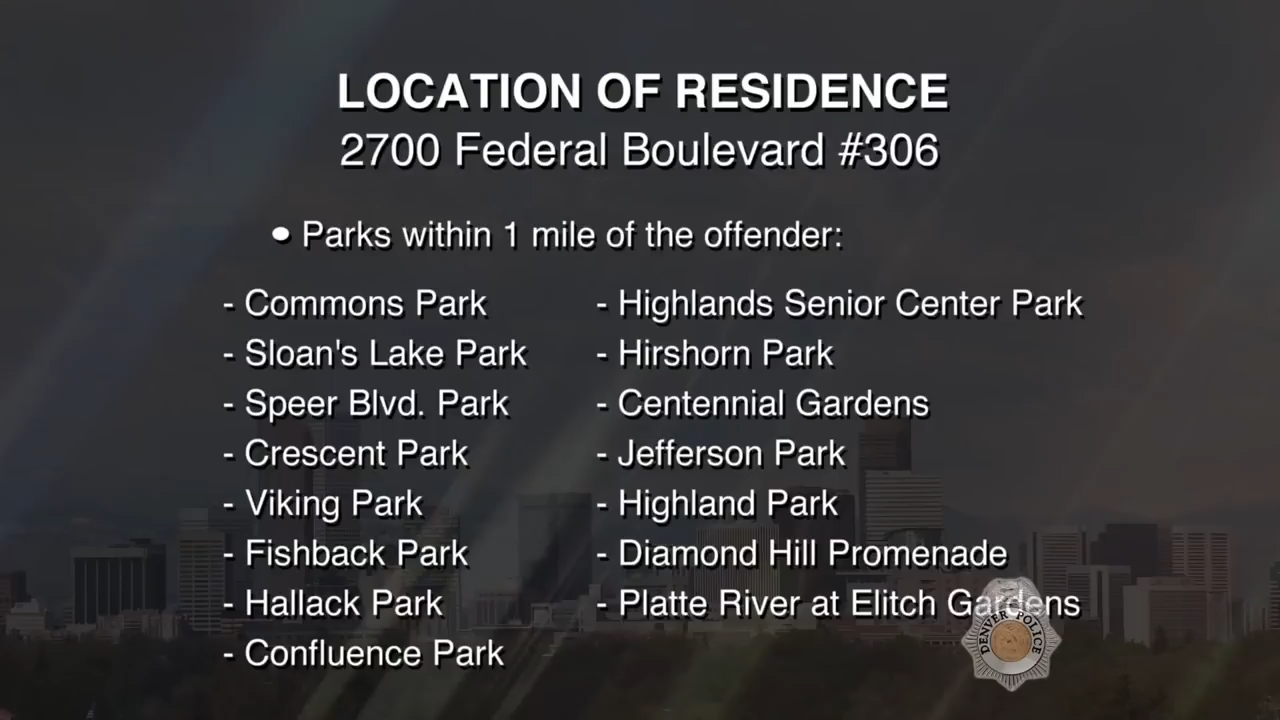 LOCATION OF RESIDENCE
2700 Federal Boulevard #306
• Parks within 1 mile of the offender:
- Commons Park
- Sloan's Lake Park
- Speer Blvd. Park
- Crescent Park
- Viking Park
- Fishback Park
- Hallack Park
- Confluence Park
- Highlands Senior Center Park
- Hirshorn Park
- Centennial Gardens
- Jefferson Park
- Highland Park
- Diamond Hill Promenade
- Platte River at Elitch Gardens
DENVER POLICE